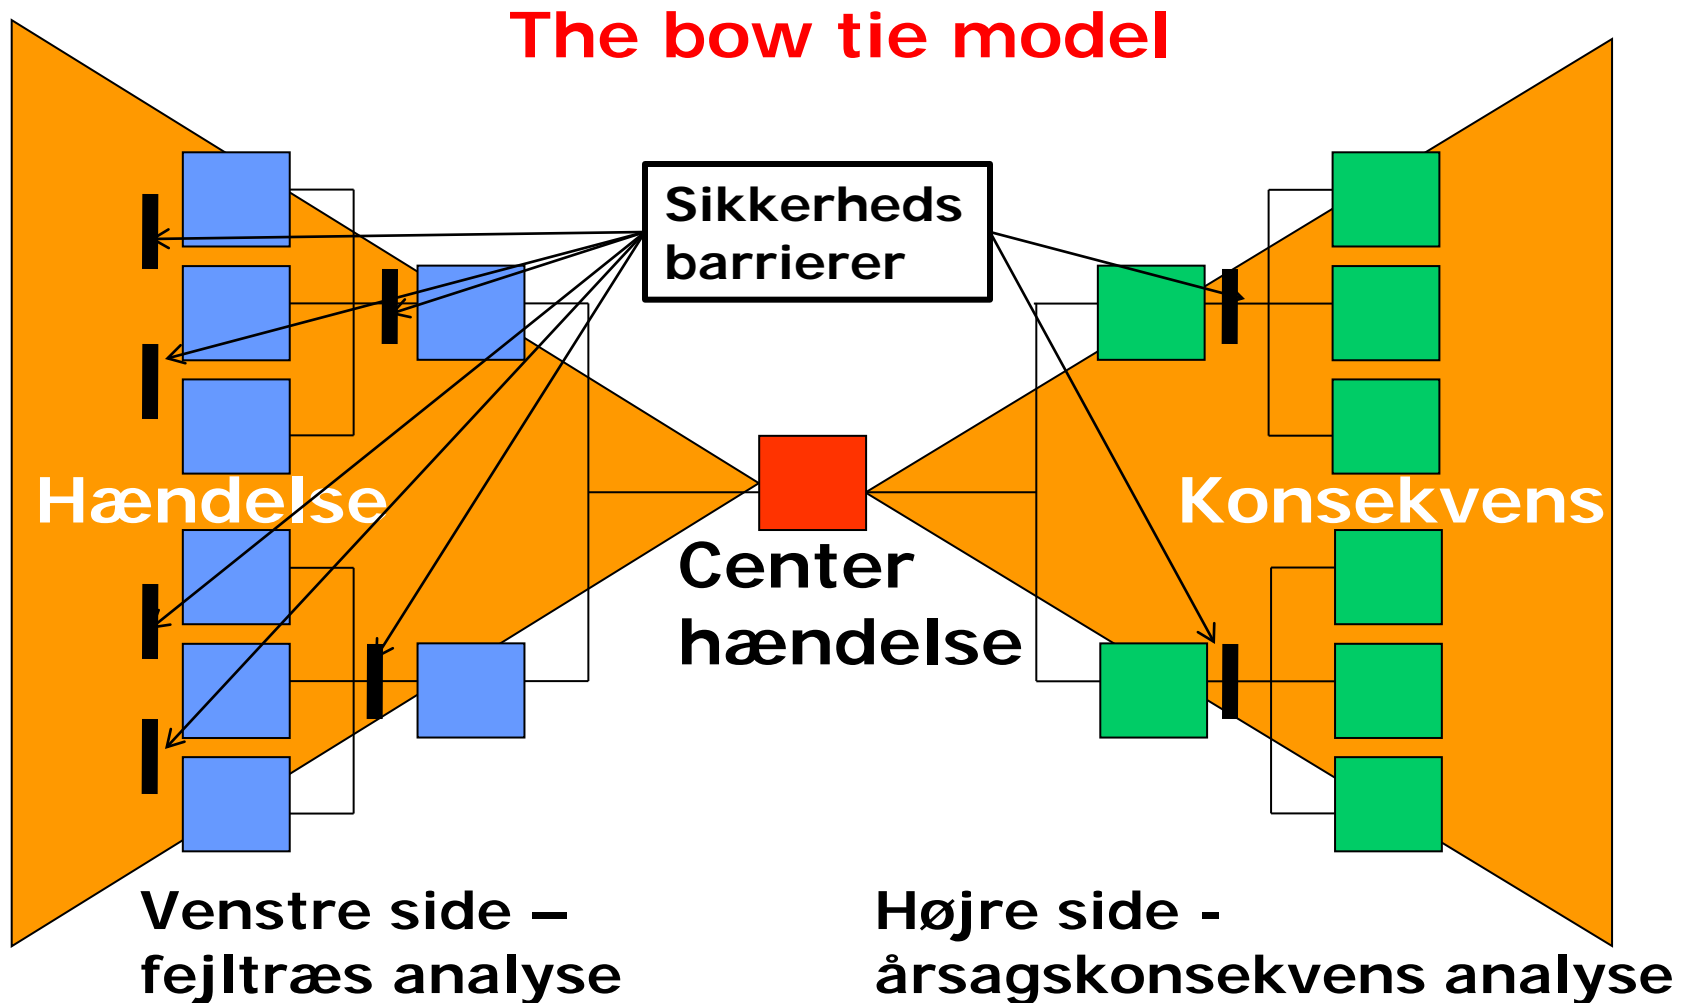 The bow tie model
Sikkerheds
barrierer
Hændelse
Konsekvens
Center
hændelse
Venstre side –
fejltræs analyse
Højre side -
årsagskonsekvens analyse